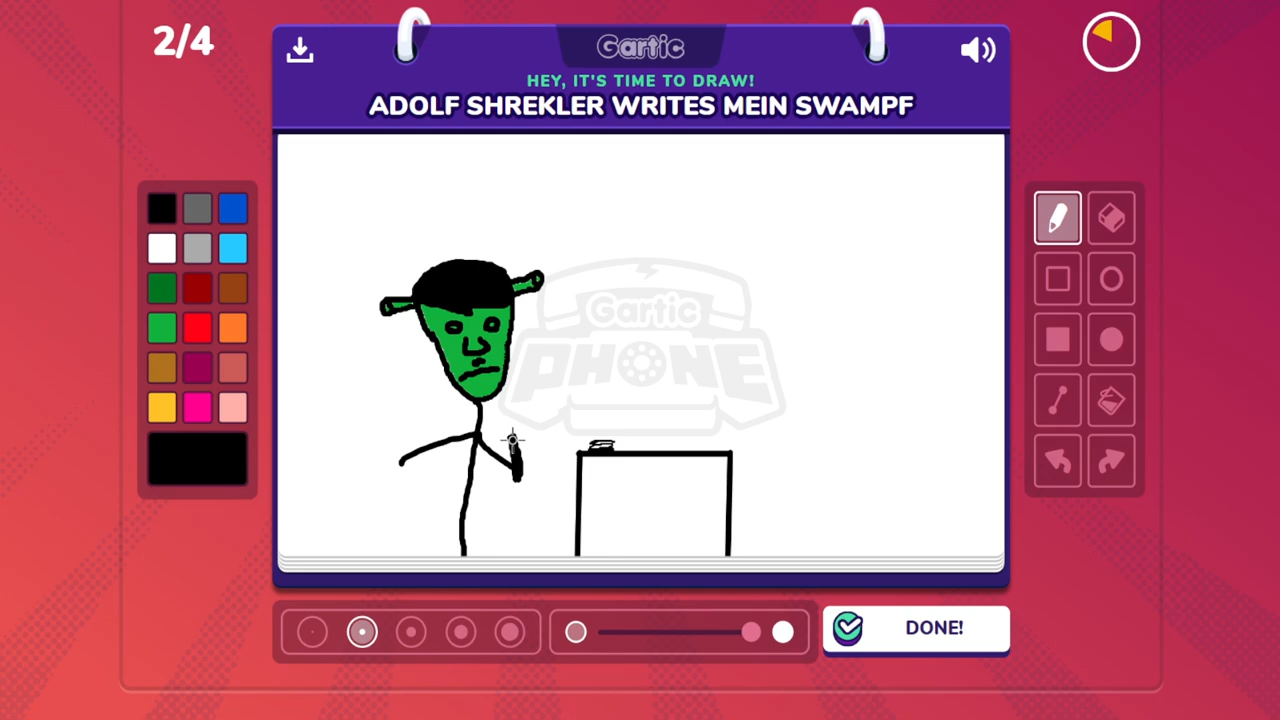 2/4
Gartic
HEY, IT'S TIME TO DRAW!
ADOLF SHREKLER WRITES MEIN SWAMPF
Gartic
PHONE
DONE!